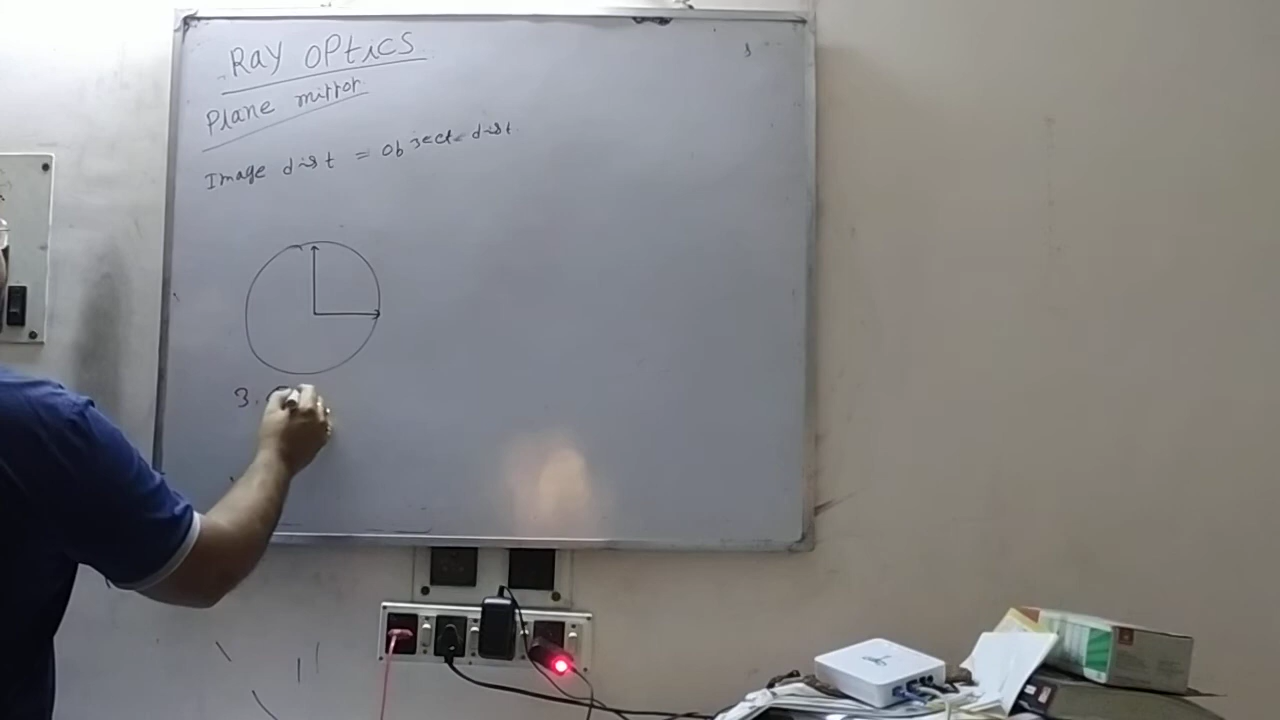 Ray optics
Plane mirror
Image dist = object dist.
3.